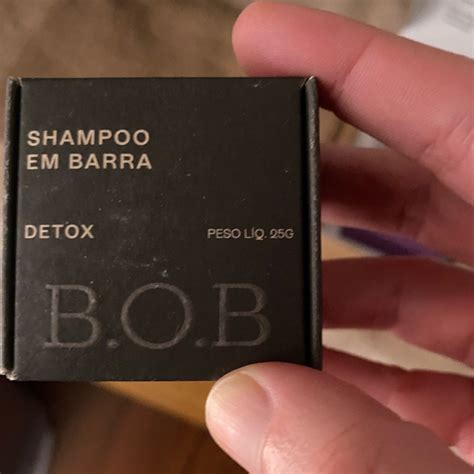 SHAMPOO
EM BARRA
DETOX PESO LÍQ. 25G
B.O.B